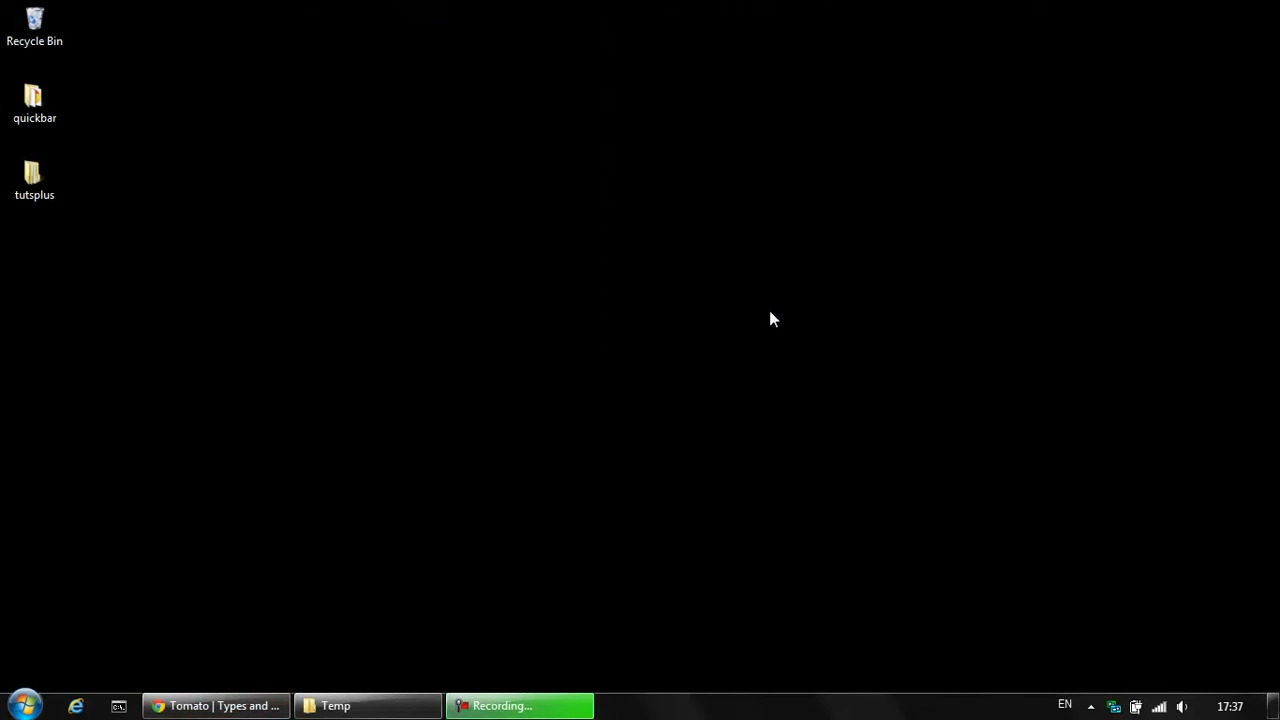 Recycle Bin
quickbar
tutsplus
Tomato | Types and ...
Temp
Recording...
EN
17:37